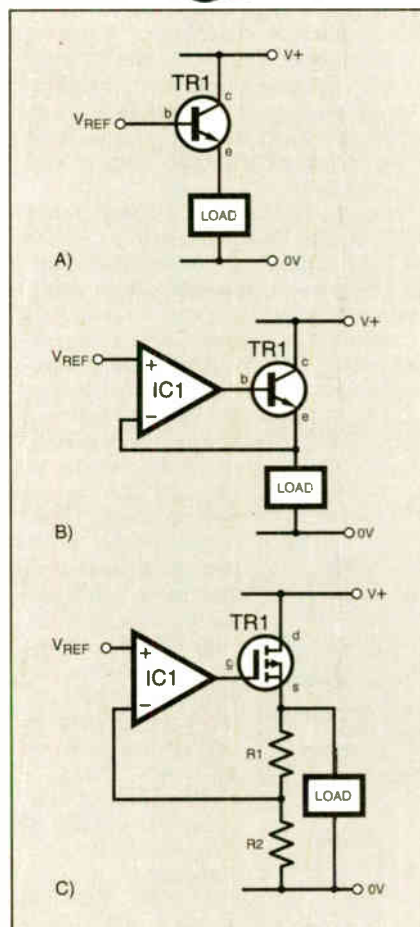 V+
TR1
c
b
VREF
e
LOAD
A)
0V
V+
TR1
VREF
+
IC1
−
c
b
e
LOAD
B)
0V
V+
TR1
d
VREF
+
IC1
−
g
s
R1
LOAD
R2
C)
0V